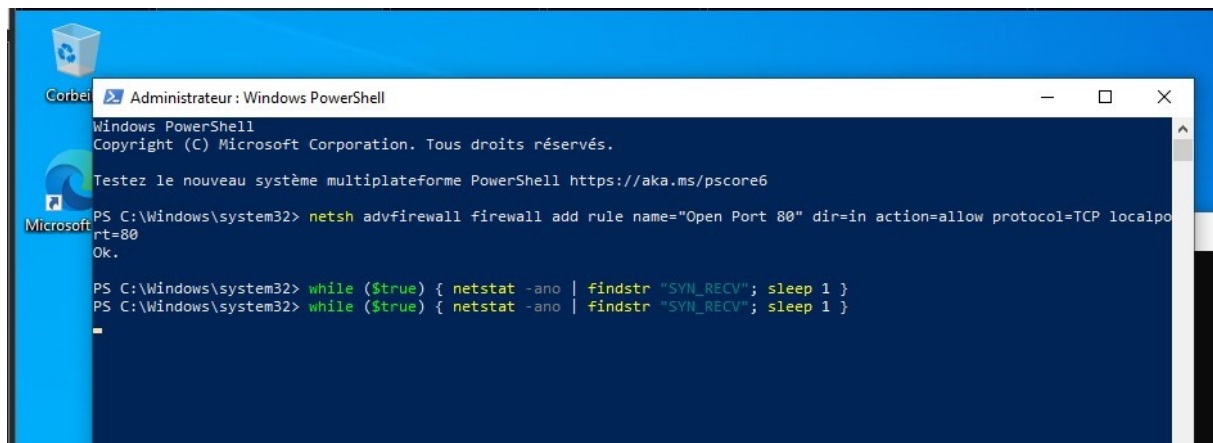 Corbei
Administrateur : Windows PowerShell
Windows PowerShell
Copyright (C) Microsoft Corporation. Tous droits réservés.
Testez le nouveau système multiplateforme PowerShell https://aka.ms/pscore6
Microsoft
PS C:\Windows\system32> netsh advfirewall firewall add rule name="Open Port 80" dir=in action=allow protocol=TCP localpo
rt=80
Ok.
PS C:\Windows\system32> while ($true) { netstat -ano | findstr "SYN_RECV"; sleep 1 }
PS C:\Windows\system32> while ($true) { netstat -ano | findstr "SYN_RECV"; sleep 1 }